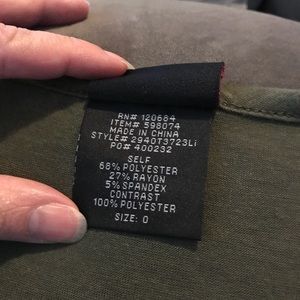 RN# 120684
ITEM# 598074
MADE IN CHINA
STYLE# 2940T3723Li
PO# 400232
SELF
68% POLYESTER
27% RAYON
5% SPANDEX
CONTRAST
100% POLYESTER
SIZE: 0